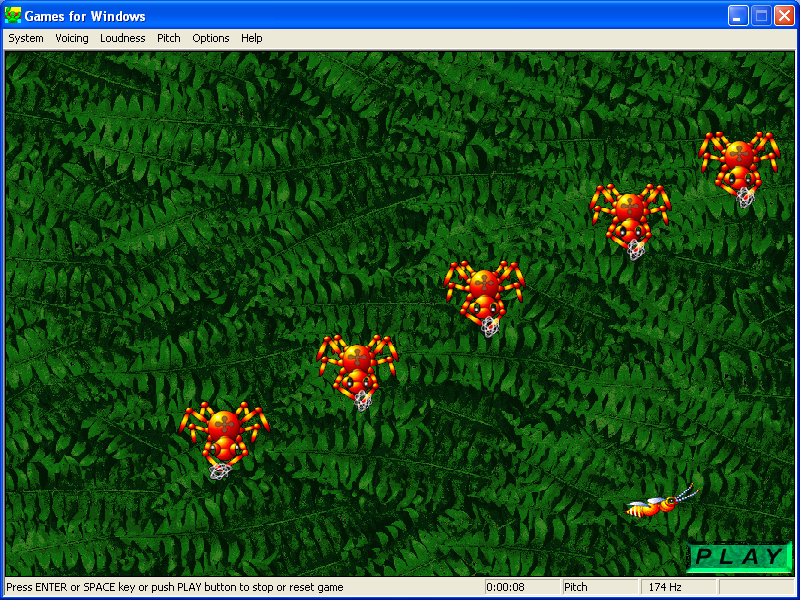 Games for Windows
System Voicing Loudness Pitch Options Help
PLAY
Press ENTER or SPACE key or push PLAY button to stop or reset game 0:00:08 Pitch 174 Hz